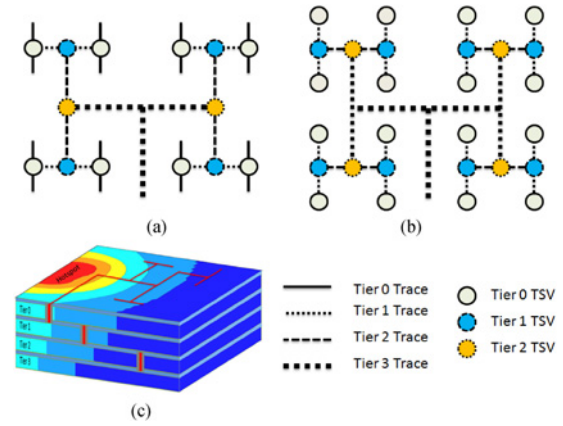 (a)
(b)
Hotspot
Tier0
Tier1
Tier2
Tier3
(c)
Tier 0 Trace
Tier 1 Trace
Tier 2 Trace
Tier 3 Trace
Tier 0 TSV
Tier 1 TSV
Tier 2 TSV